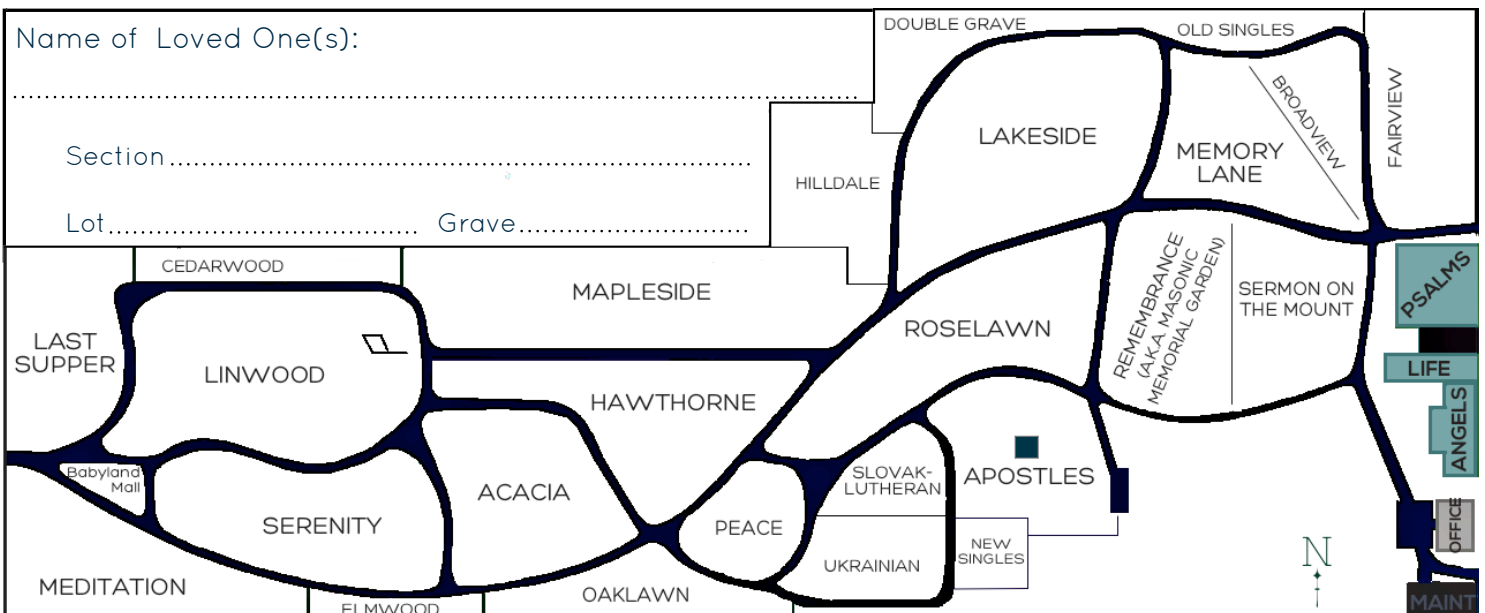 Name of Loved One(s):
Section
Lot Grave
DOUBLE GRAVE
OLD SINGLES
BROADVIEW
FAIRVIEW
LAKESIDE
MEMORY
LANE
HILLDALE
CEDARWOOD
MAPLESIDE
LAST
SUPPER
LINWOOD
HAWTHORNE
ROSELAWN
REMEMBRANCE
(A.K.A. MASONIC
MEMORIAL GARDEN)
SERMON ON
THE MOUNT
PSALMS
LIFE
ANGELS
Babyland
Mall
SERENITY
ACACIA
PEACE
SLOVAK-
LUTHERAN
APOSTLES
UKRAINIAN
NEW
SINGLES
OFFICE
MEDITATION
ELMWOOD
OAKLAWN
N
MAINT